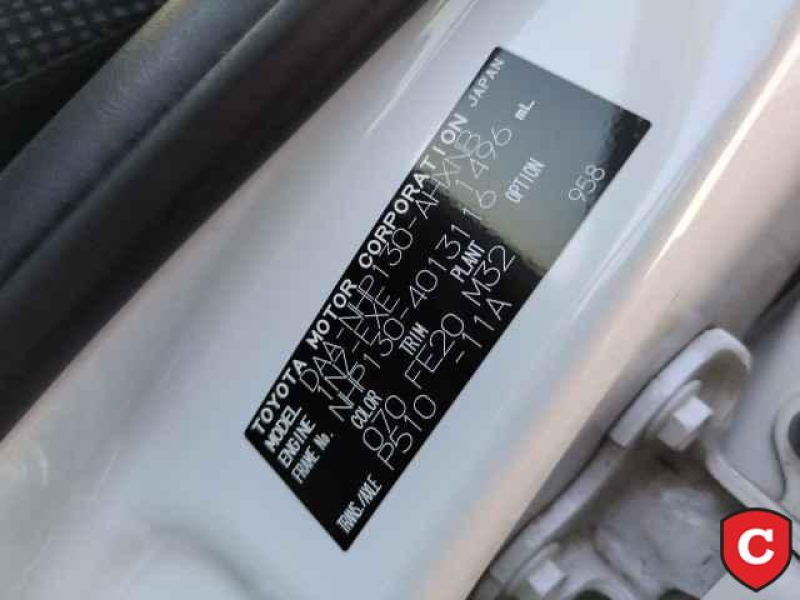 TOYOTA MOTOR CORPORATION JAPAN
MODEL DAA-NHP130-AHXNB
ENGINE 1NZ-FXE 1496 mL
FRAME No. NHP130-4013116
COLOR TRIM PLANT OPTION
070 FE20 M32 958
TRANS./AXLE P510 -11A
C